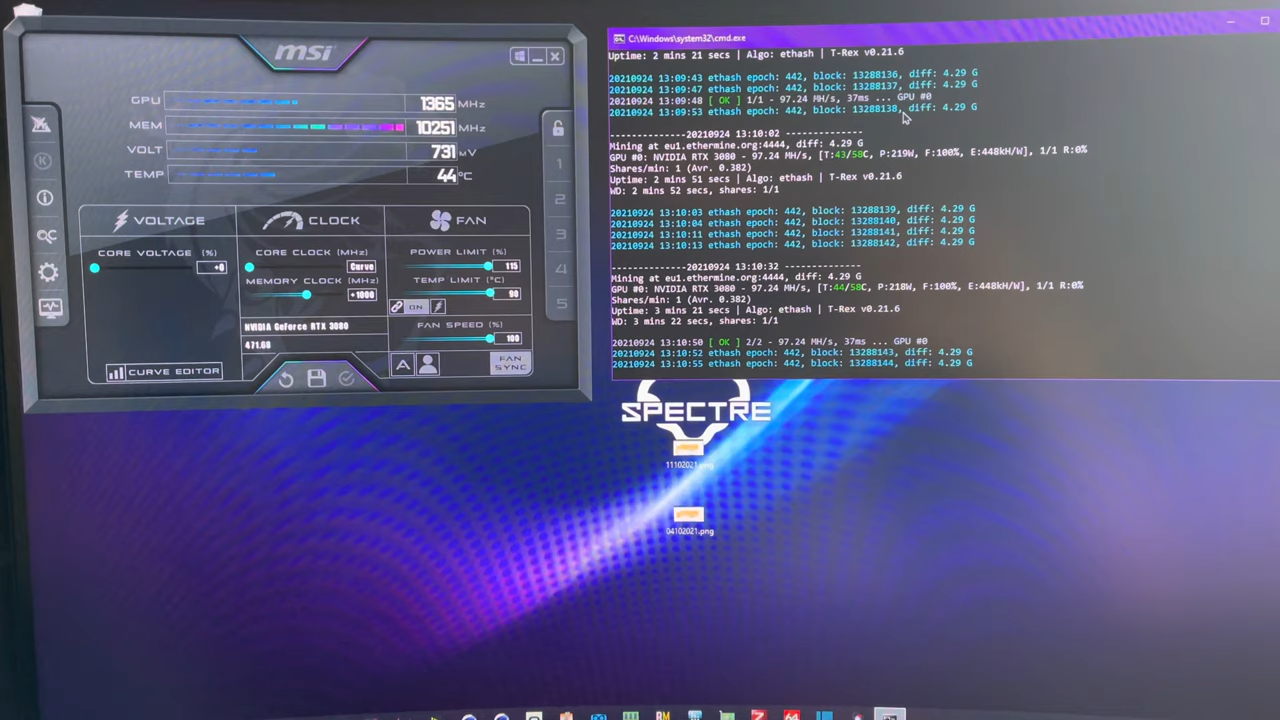 msi
GPU 1365 MHz
MEM 10251 MHz
VOLT 731 mV
TEMP 44 °C
1
2
3
4
5
VOLTAGE
CLOCK
FAN
CORE VOLTAGE (%)
+0
CORE CLOCK (MHz)
Curve
MEMORY CLOCK (MHz)
+1000
POWER LIMIT (%)
115
TEMP LIMIT (°C)
90
ON
FAN SPEED (%)
100
NVIDIA GeForce RTX 3080
471.68
CURVE EDITOR
A
FAN SYNC
C:\Windows\system32\cmd.exe
Uptime: 2 mins 21 secs | Algo: ethash | T-Rex v0.21.6
20210924 13:09:43 ethash epoch: 442, block: 13288136, diff: 4.29 G
20210924 13:09:47 ethash epoch: 442, block: 13288137, diff: 4.29 G
20210924 13:09:48 [ OK ] 1/1 - 97.24 MH/s, 37ms ... GPU #0
20210924 13:09:53 ethash epoch: 442, block: 13288138, diff: 4.29 G
-------------20210924 13:10:02 --------------
Mining at eu1.ethermine.org:4444, diff: 4.29 G
GPU #0: NVIDIA RTX 3080 - 97.24 MH/s, [T:43/58C, P:219W, F:100%, E:448kH/W], 1/1 R:0%
Shares/min: 1 (Avr. 0.382)
Uptime: 2 mins 51 secs | Algo: ethash | T-Rex v0.21.6
WD: 2 mins 52 secs, shares: 1/1
20210924 13:10:03 ethash epoch: 442, block: 13288139, diff: 4.29 G
20210924 13:10:04 ethash epoch: 442, block: 13288140, diff: 4.29 G
20210924 13:10:11 ethash epoch: 442, block: 13288141, diff: 4.29 G
20210924 13:10:13 ethash epoch: 442, block: 13288142, diff: 4.29 G
-------------20210924 13:10:32 --------------
Mining at eu1.ethermine.org:4444, diff: 4.29 G
GPU #0: NVIDIA RTX 3080 - 97.24 MH/s, [T:44/58C, P:218W, F:100%, E:448kH/W], 1/1 R:0%
Shares/min: 1 (Avr. 0.382)
Uptime: 3 mins 21 secs | Algo: ethash | T-Rex v0.21.6
WD: 3 mins 22 secs, shares: 1/1
20210924 13:10:50 [ OK ] 2/2 - 97.24 MH/s, 37ms ... GPU #0
20210924 13:10:52 ethash epoch: 442, block: 13288143, diff: 4.29 G
20210924 13:10:55 ethash epoch: 442, block: 13288144, diff: 4.29 G
SPECTRE
11102021.png
04102021.png
BM
Z
64